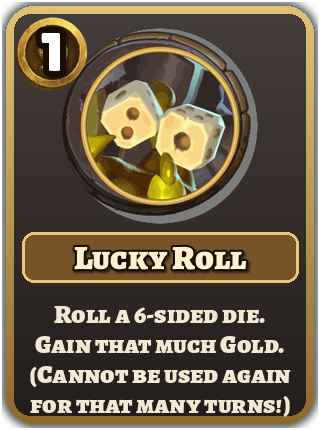 1
Lucky Roll
Roll a 6-sided die.
Gain that much Gold.
(Cannot be used again
for that many turns!)